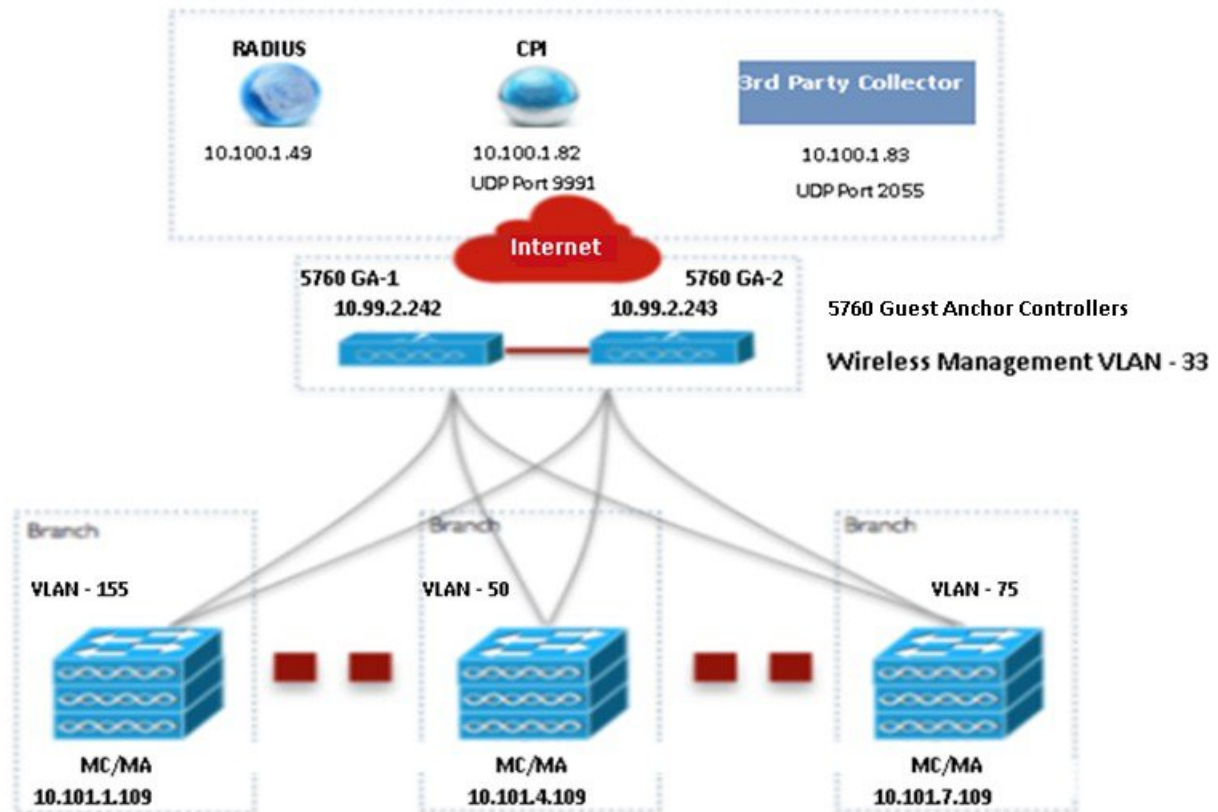 RADIUS
10.100.1.49
CPI
10.100.1.82
UDP Port 9991
3rd Party Collector
10.100.1.83
UDP Port 2055
Internet
5760 GA-1
10.99.2.242
5760 GA-2
10.99.2.243
5760 Guest Anchor Controllers
Wireless Management VLAN - 33
Branch
VLAN - 155
MC/MA
10.101.1.109
Branch
VLAN - 50
MC/MA
10.101.4.109
Branch
VLAN - 75
MC/MA
10.101.7.109